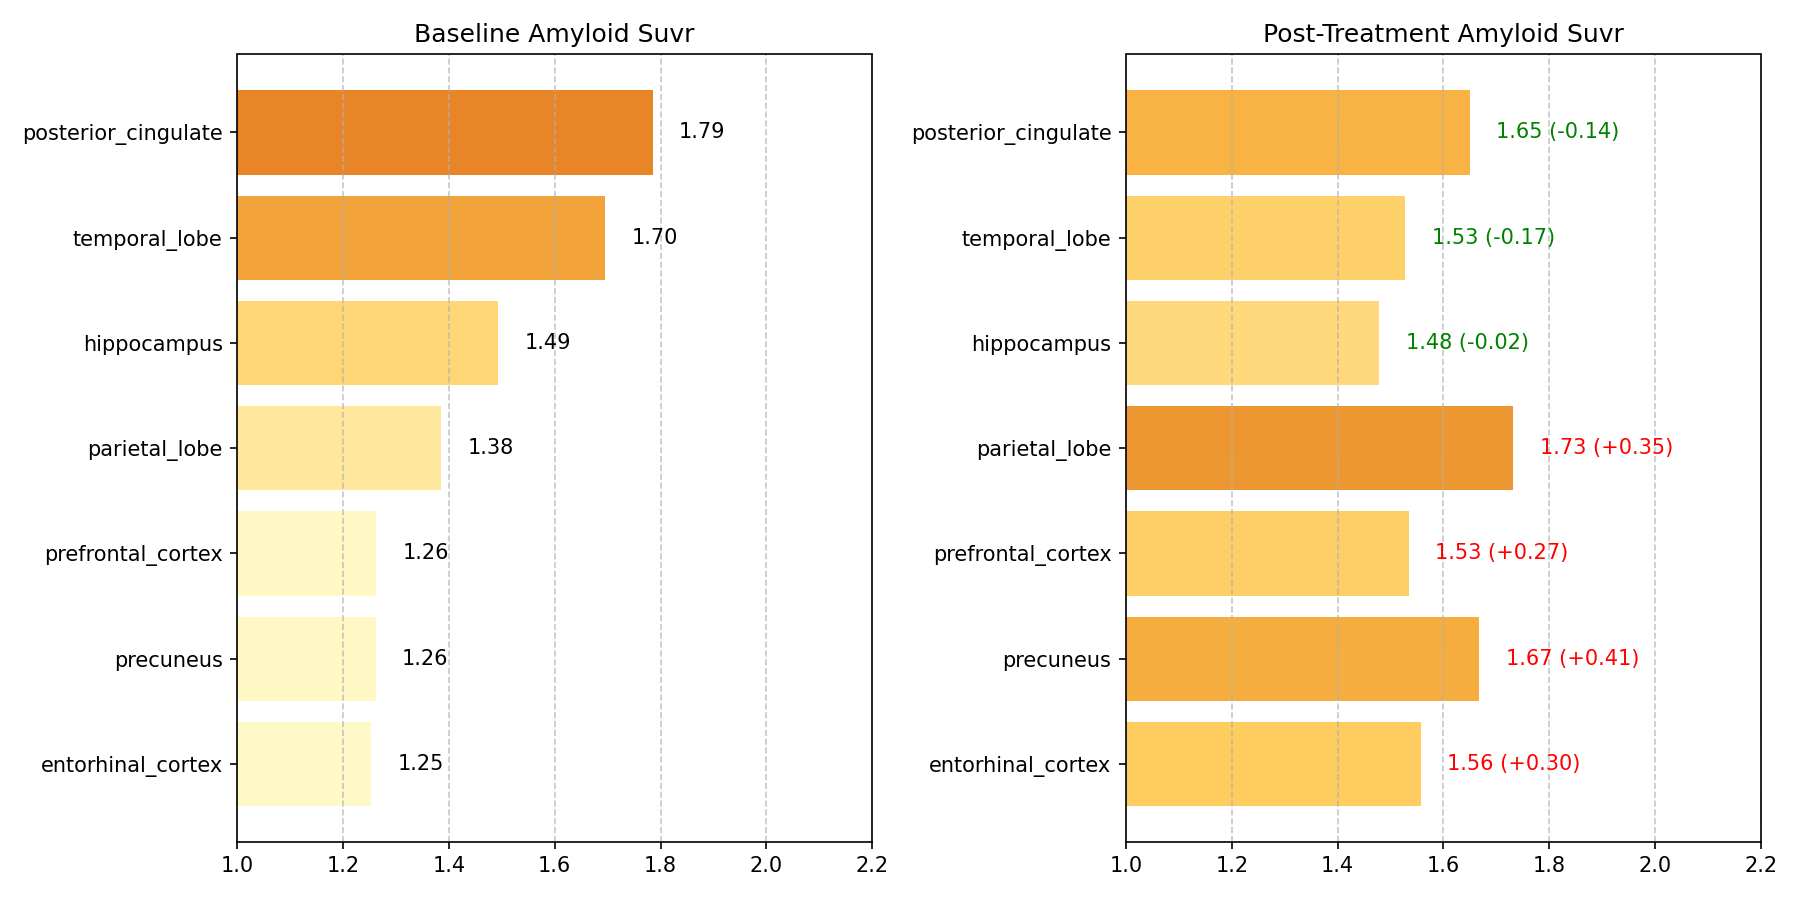 Baseline Amyloid Suvr
posterior_cingulate
1.79
temporal_lobe
1.70
hippocampus
1.49
parietal_lobe
1.38
prefrontal_cortex
1.26
precuneus
1.26
entorhinal_cortex
1.25
1.0 1.2 1.4 1.6 1.8 2.0 2.2
Post-Treatment Amyloid Suvr
posterior_cingulate
1.65 (-0.14)
temporal_lobe
1.53 (-0.17)
hippocampus
1.48 (-0.02)
parietal_lobe
1.73 (+0.35)
prefrontal_cortex
1.53 (+0.27)
precuneus
1.67 (+0.41)
entorhinal_cortex
1.56 (+0.30)
1.0 1.2 1.4 1.6 1.8 2.0 2.2